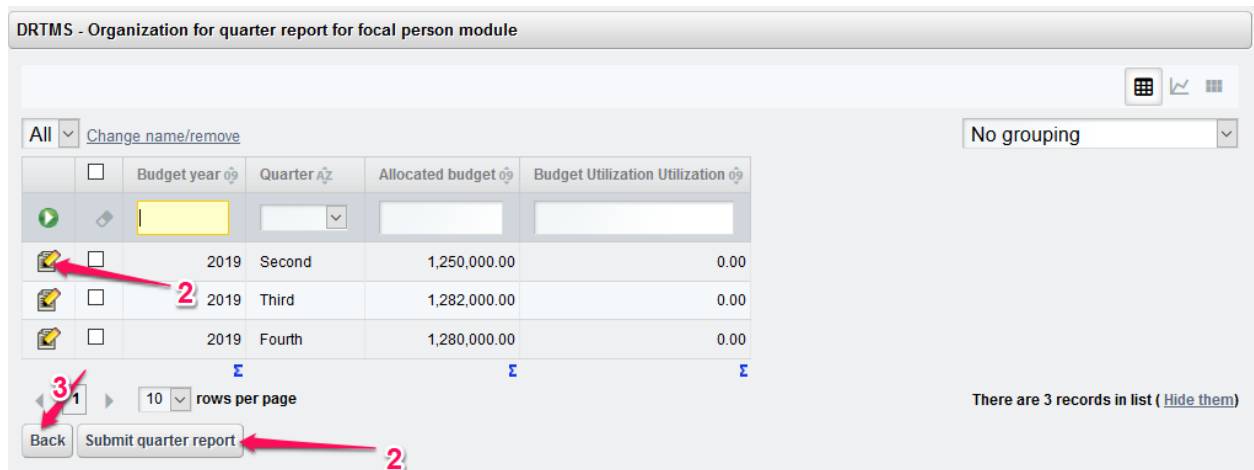 DRTMS - Organization for quarter report for focal person module
All Change name/remove No grouping
Budget year Quarter Allocated budget Budget Utilization Utilization
2019 Second 1,250,000.00 0.00
2
2019 Third 1,282,000.00 0.00
2019 Fourth 1,280,000.00 0.00
Σ Σ Σ
3
1 10 rows per page There are 3 records in list ( Hide them)
Back Submit quarter report
2